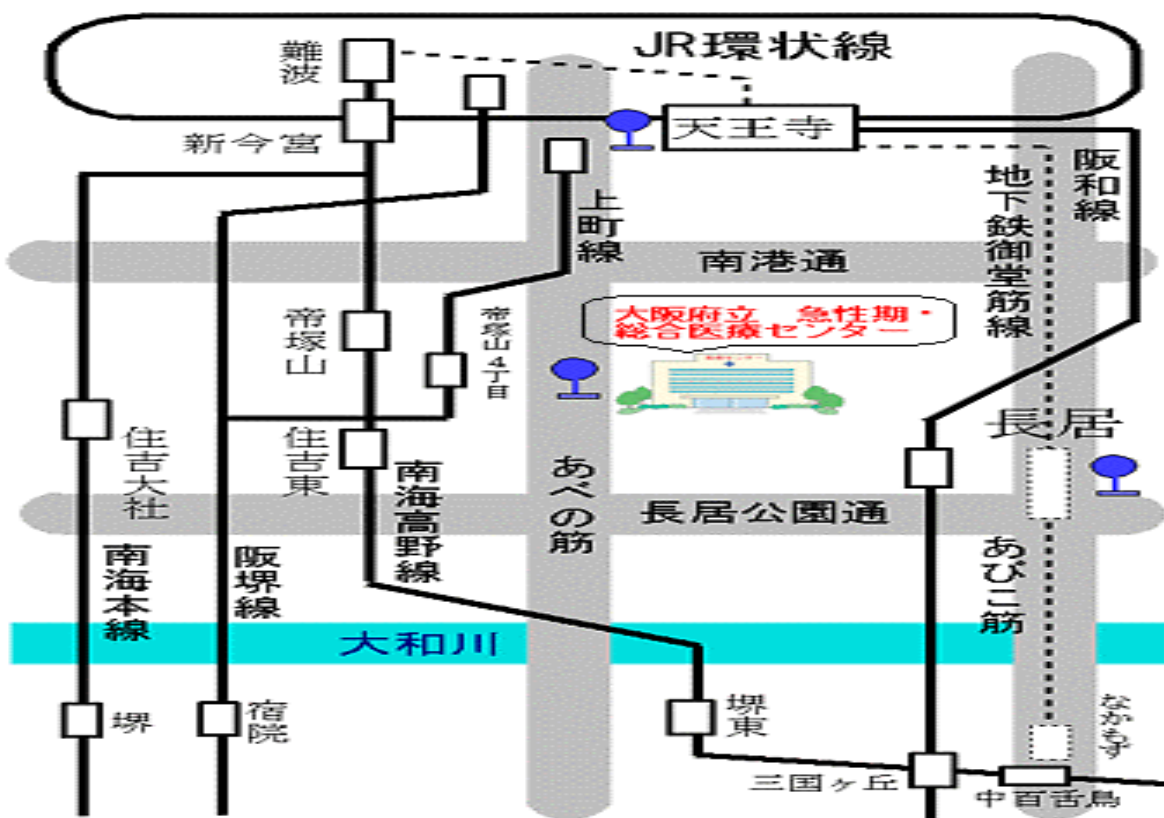 JR環状線
難波
新今宮
天王寺
阪和線
上町線
地下鉄御堂筋線
南港通
帝塚山
帝塚山4丁目
大阪府立 急性期・
総合医療センター
長居
住吉大社
住吉東
南海高野線
あべの筋
長居公園通
南海本線
阪堺線
あびこ筋
大和川
堺
宿院
堺東
なかもず
三国ヶ丘
中百舌鳥